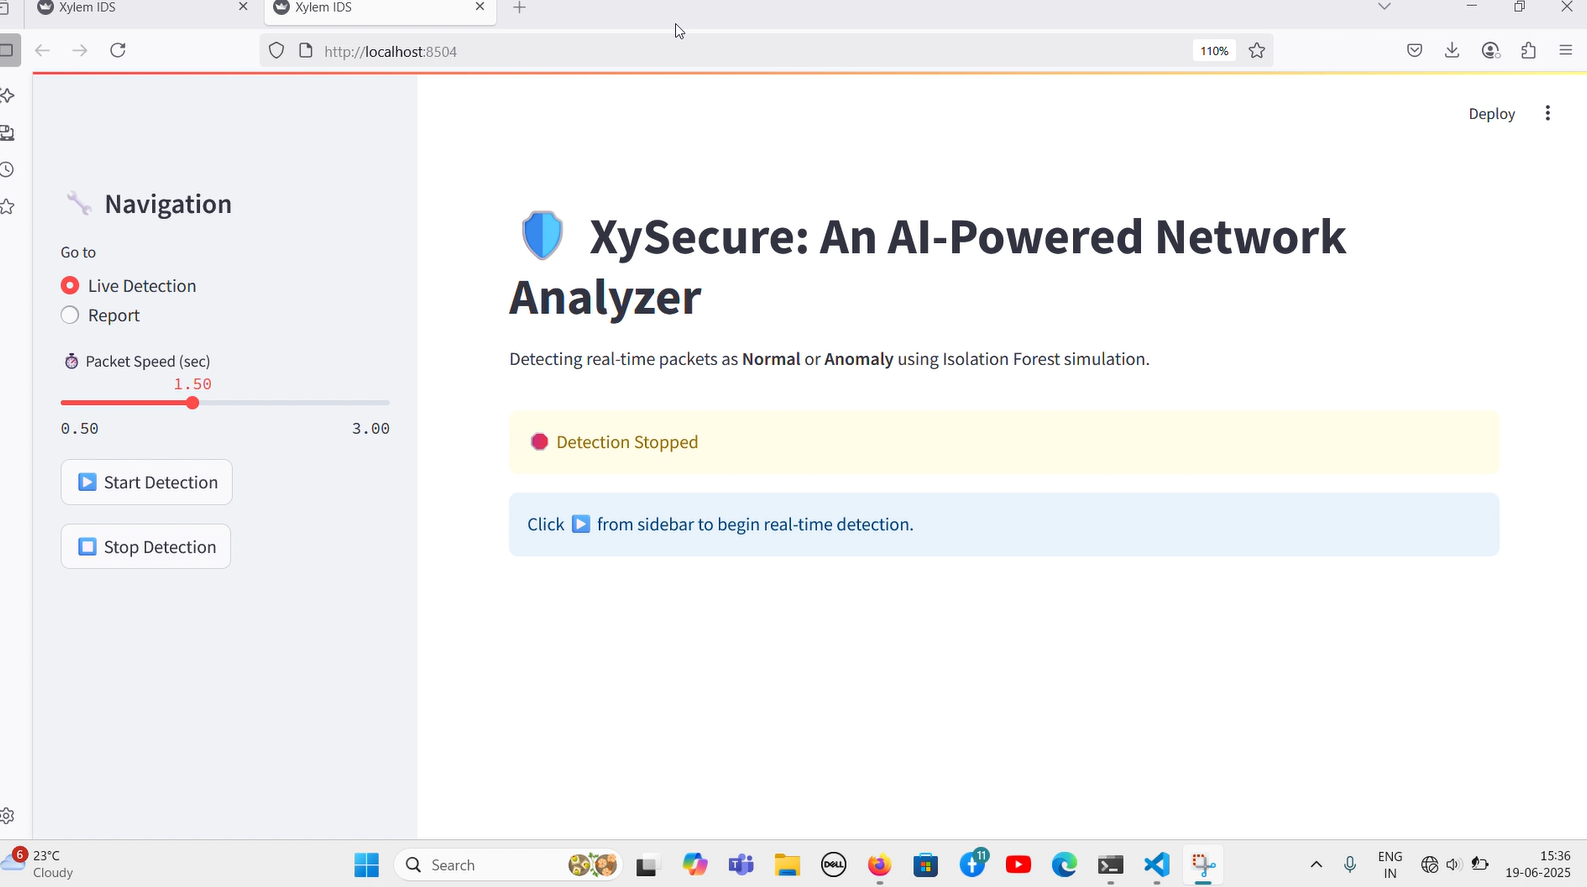 Xylem IDS
Xylem IDS
http://localhost:8504
110%
Deploy
Navigation
Go to
Live Detection
Report
Packet Speed (sec)
1.50
0.50
3.00
Start Detection
Stop Detection
XySecure: An AI-Powered Network
Analyzer
Detecting real-time packets as Normal or Anomaly using Isolation Forest simulation.
Detection Stopped
Click ▶️ from sidebar to begin real-time detection.
6
23°C
Cloudy
Search
DELL
11
ENG
IN
15:36
19-06-2025